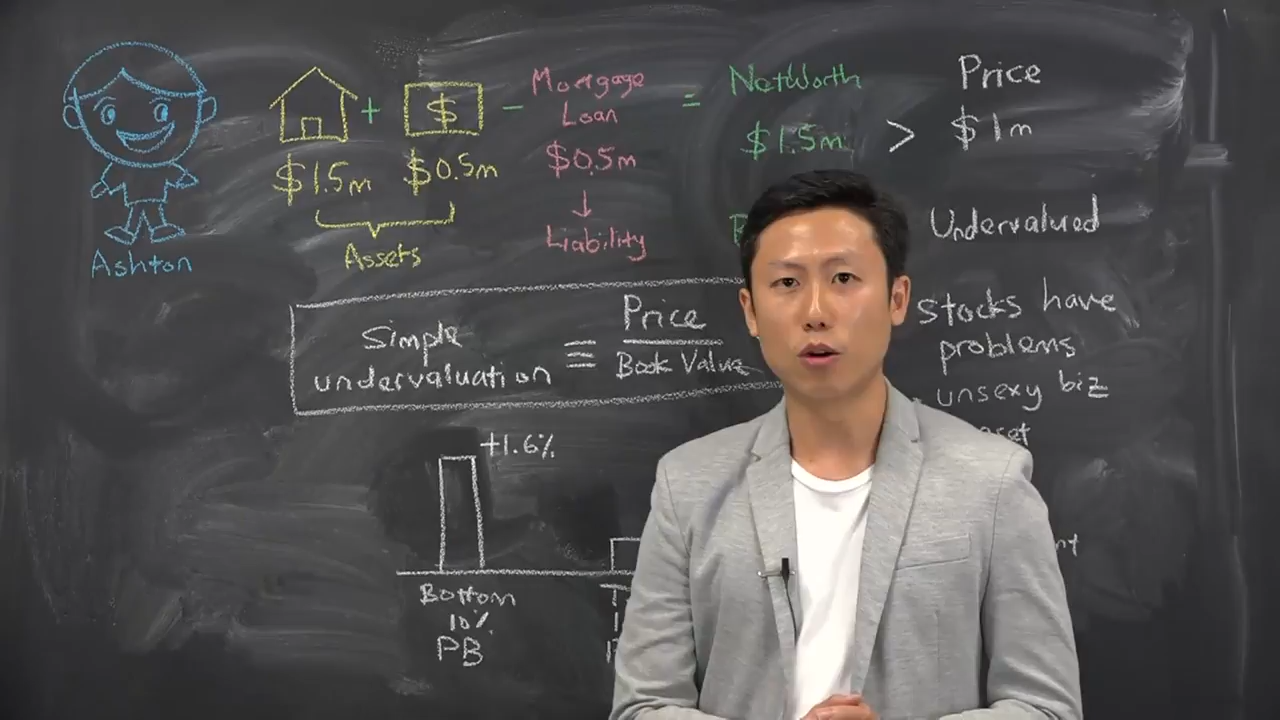 Ashton
+
$
-
Mortgage
Loan
=
NetWorth
>
Price
$1.5m
$0.5m
$0.5m
$1.5m
$1m
Assets
Liability
Undervalued
Simple
undervaluation
≡
Price
Book Value
stocks have
problems
unsexy biz
+1.6%
Bottom
10%
PB